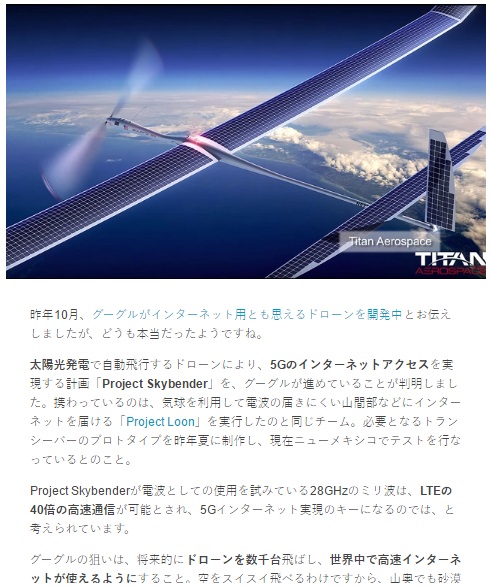 Titan Aerospace
TITAN
AEROSPACE
昨年10月、グーグルがインターネット用とも思えるドローンを開発中とお伝え
しましたが、どうも本当だったようですね。
太陽光発電で自動飛行するドローンにより、5Gのインターネットアクセスを実
現する計画「Project Skybender」を、グーグルが進めていることが判明しまし
た。携わっているのは、気球を利用して電波の届きにくい山間部などにインター
ネットを届ける「Project Loon」を実行したのと同じチーム。必要となるトラン
シーバーのプロトタイプを昨年夏に制作し、現在ニューメキシコでテストを行な
っているとのこと。
Project Skybenderが電波としての使用を試みている28GHzのミリ波は、LTEの
40倍の高速通信が可能とされ、5Gインターネット実現のキーになるのでは、と
考えられています。
グーグルの狙いは、将来的にドローンを数千台飛ばし、世界中で高速インターネ
ットが使えるようにすること。空をスイスイ飛べるわけですから、山奥でも砂漠